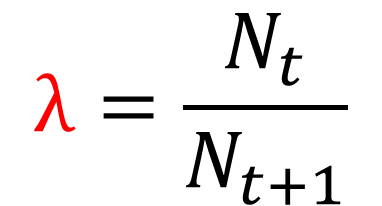 λ = N_t / N_{t+1}